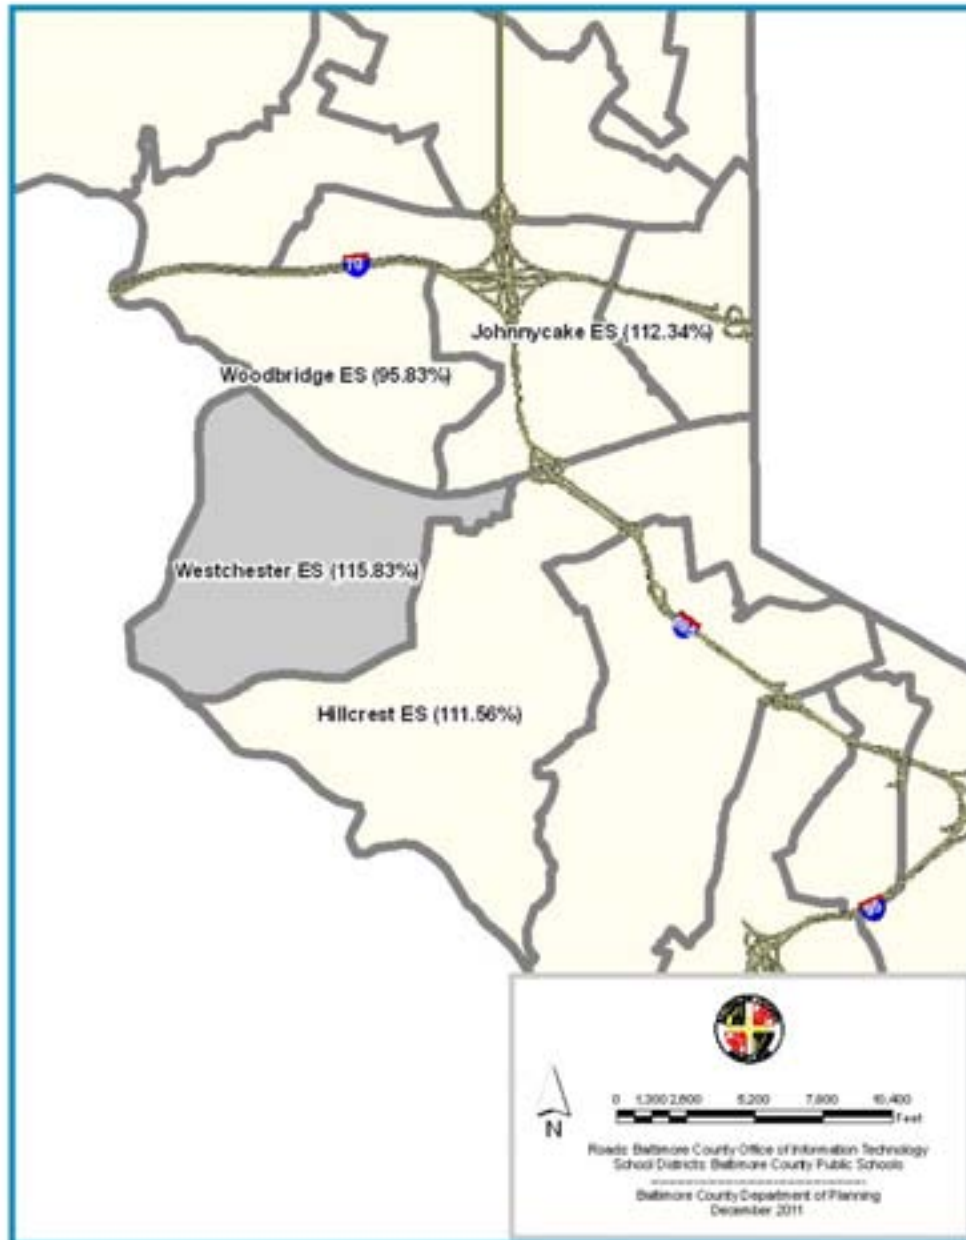 70
Johnnycake ES (112.34%)
Woodbridge ES (95.83%)
Westchester ES (115.83%)
Hillcrest ES (111.56%)
N
0 1,300 2,600 5,200 7,800 10,400
Feet
Roads: Baltimore County Office of Information Technology
School Districts: Baltimore County Public Schools
Baltimore County Department of Planning
December 2011